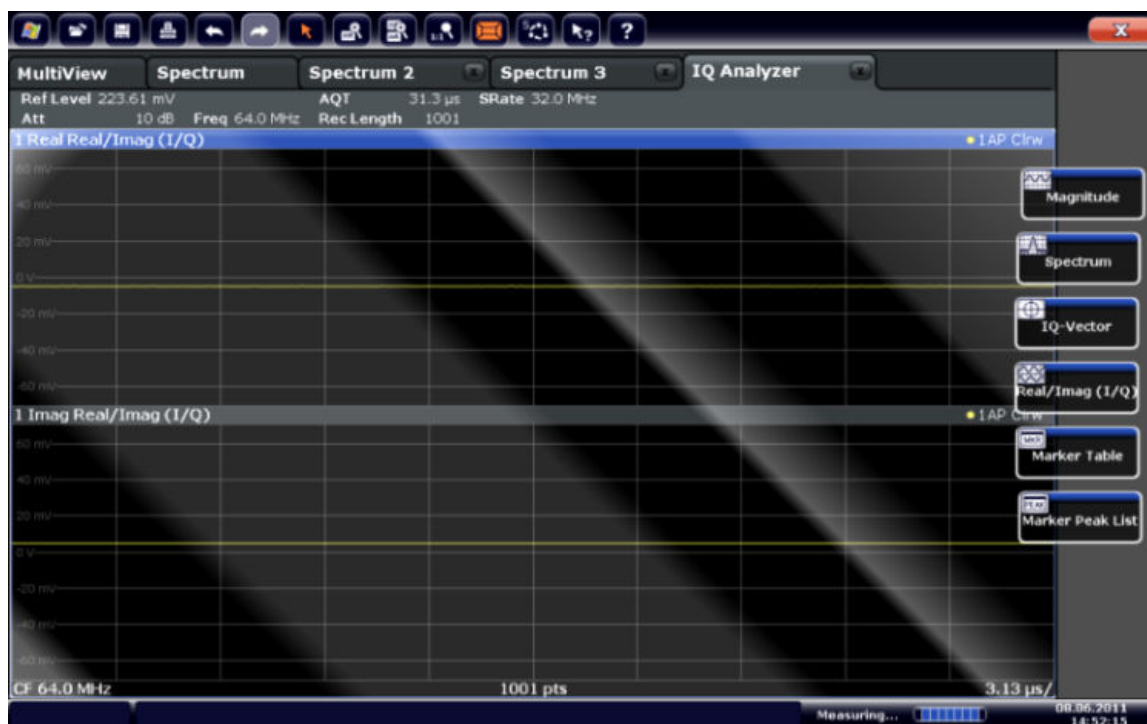 MultiView Spectrum Spectrum 2 Spectrum 3 IQ Analyzer
Ref Level 223.61 mV AQT 31.3 µs SRate 32.0 MHz
Att 10 dB Freq 64.0 MHz Rec Length 1001
1 Real Real/Imag (I/Q) 1AP Clrw
60 mV
40 mV
20 mV
0 V
-20 mV
-40 mV
-60 mV
1 Imag Real/Imag (I/Q) 1AP Clrw
60 mV
40 mV
20 mV
0 V
-20 mV
-40 mV
-60 mV
CF 64.0 MHz 1001 pts 3.13 µs/
Magnitude
Spectrum
IQ-Vector
Real/Imag (I/Q)
Marker Table
Marker Peak List
Measuring... 08.06.2011
14:52:15